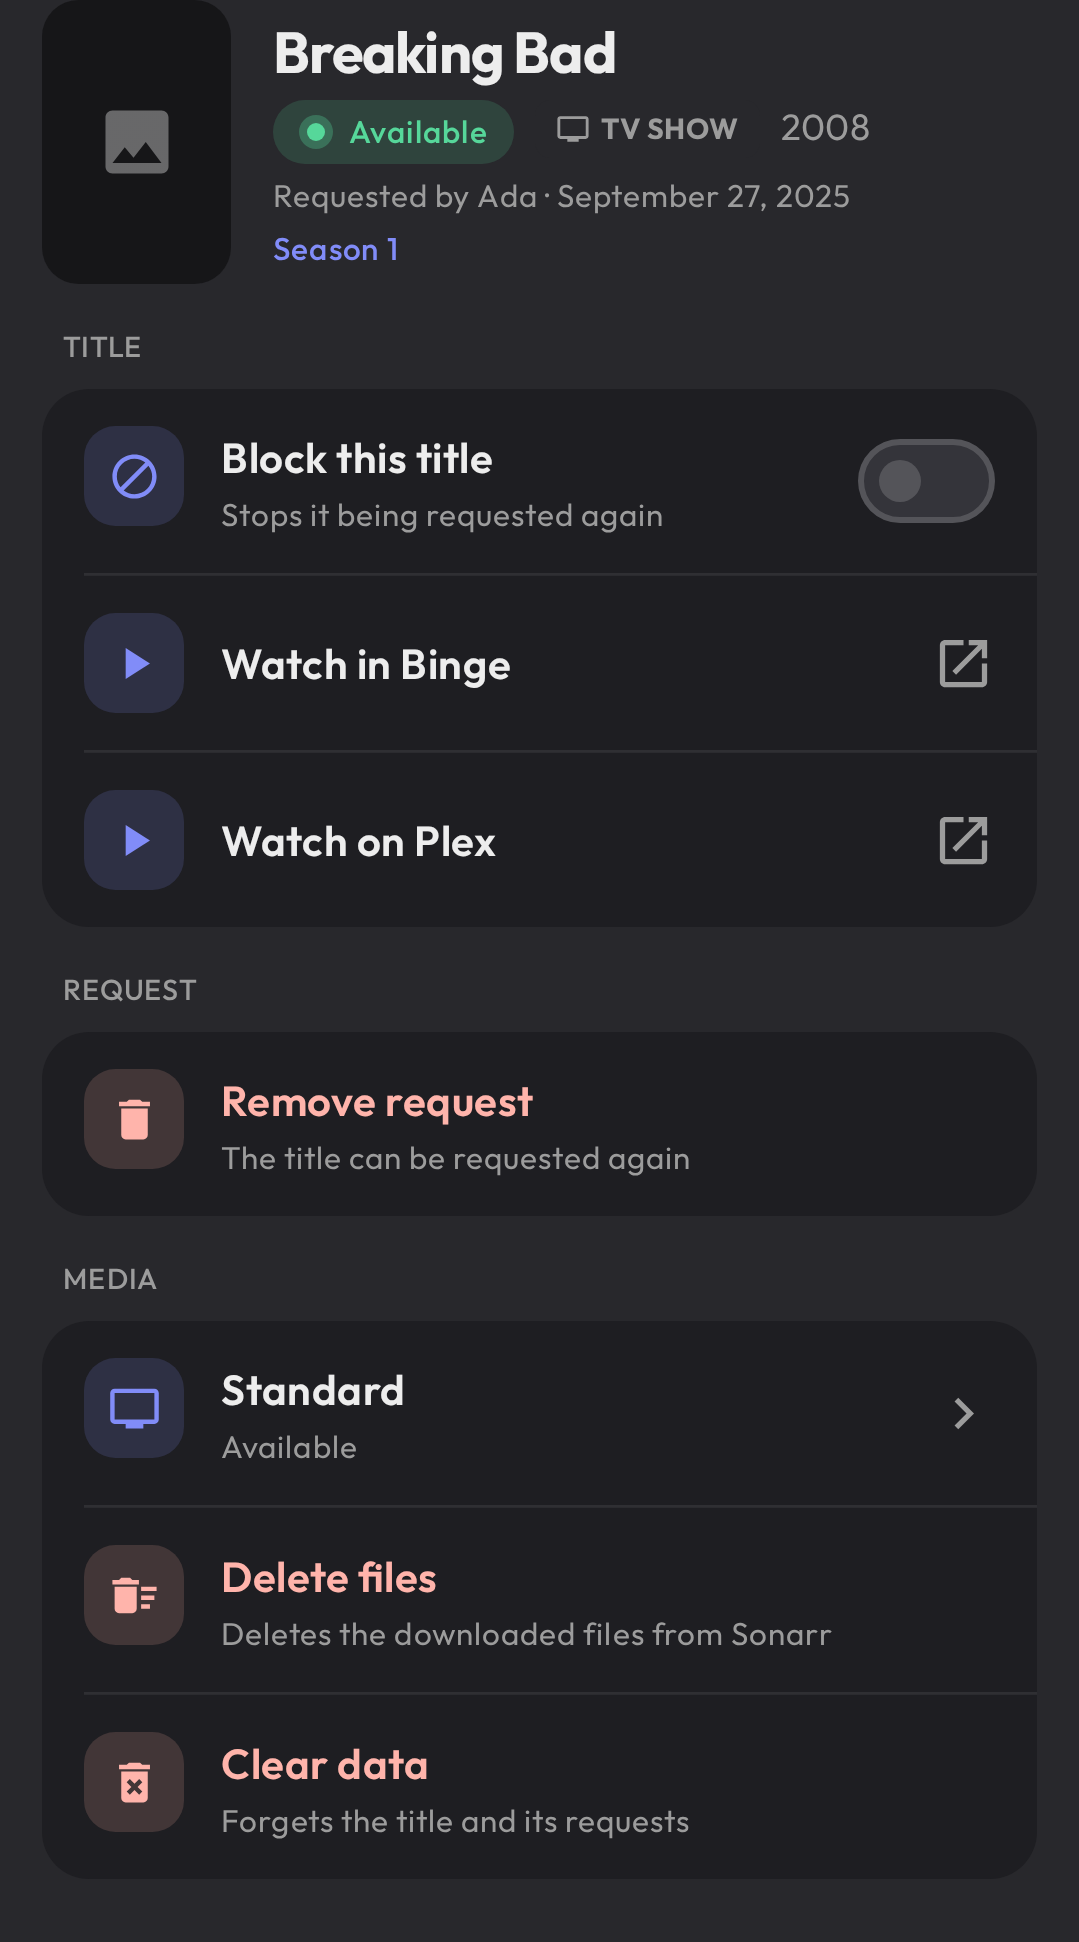 Breaking Bad
Available TV SHOW 2008
Requested by Ada · September 27, 2025
Season 1
TITLE
Block this title
Stops it being requested again
Watch in Binge
Watch on Plex
REQUEST
Remove request
The title can be requested again
MEDIA
Standard
Available
Delete files
Deletes the downloaded files from Sonarr
Clear data
Forgets the title and its requests